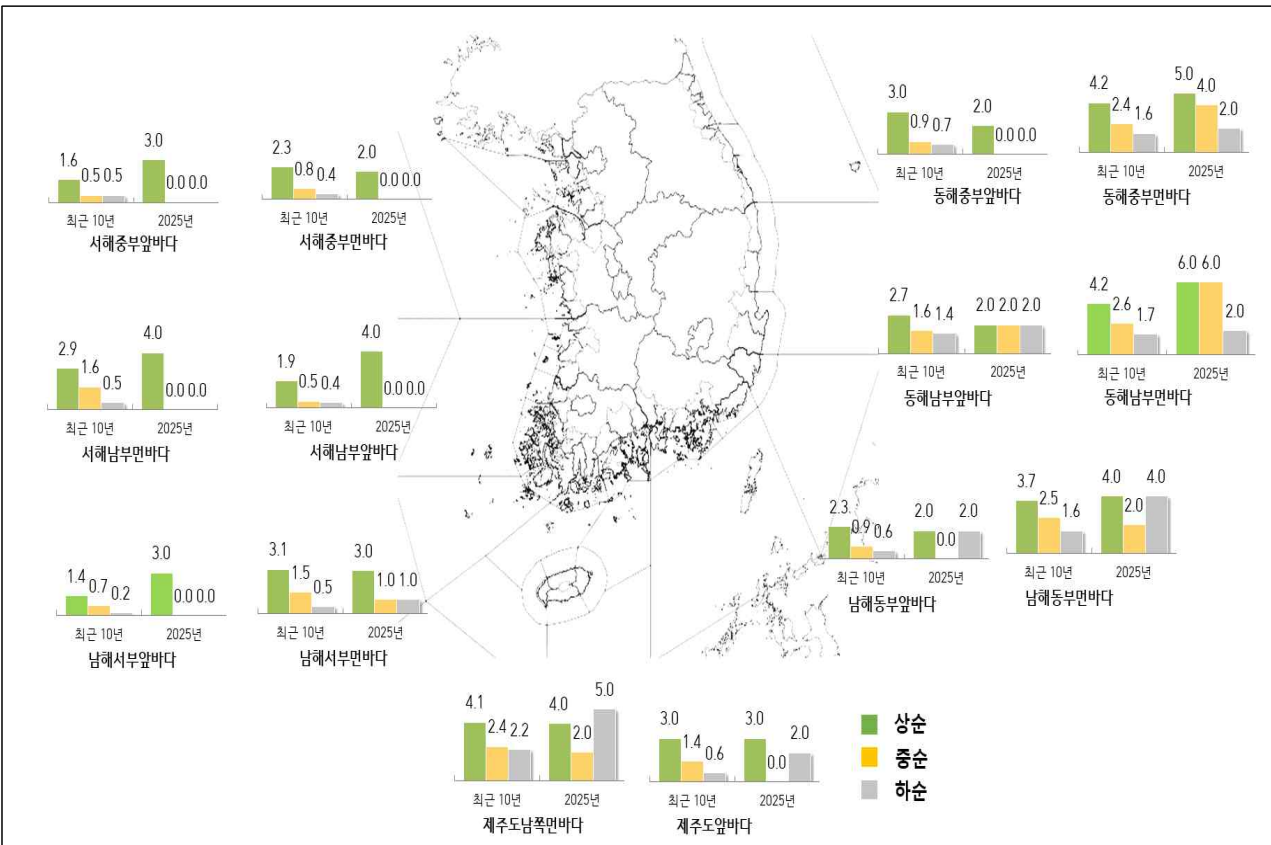 1.6 0.5 0.5 3.0 0.0 0.0
최근 10년 2025년
서해중부앞바다
2.3 0.8 0.4 2.0 0.0 0.0
최근 10년 2025년
서해중부먼바다
3.0 0.9 0.7 2.0 0.0 0.0
최근 10년 2025년
동해중부앞바다
4.2 2.4 1.6 5.0 4.0 2.0
최근 10년 2025년
동해중부먼바다
2.9 1.6 0.5 4.0 0.0 0.0
최근 10년 2025년
서해남부먼바다
1.9 0.5 0.4 4.0 0.0 0.0
최근 10년 2025년
서해남부앞바다
2.7 1.6 1.4 2.0 2.0 2.0
최근 10년 2025년
동해남부앞바다
4.2 2.6 1.7 6.0 6.0 2.0
최근 10년 2025년
동해남부먼바다
1.4 0.7 0.2 3.0 0.0 0.0
최근 10년 2025년
남해서부앞바다
3.1 1.5 0.5 3.0 1.0 1.0
최근 10년 2025년
남해서부먼바다
2.3 0.9 0.6 2.0 0.0 2.0
최근 10년 2025년
남해동부앞바다
3.7 2.5 1.6 4.0 2.0 4.0
최근 10년 2025년
남해동부먼바다
4.1 2.4 2.2 4.0 2.0 5.0
최근 10년 2025년
제주도남쪽먼바다
3.0 1.4 0.6 3.0 0.0 2.0
최근 10년 2025년
제주도앞바다
상순
중순
하순